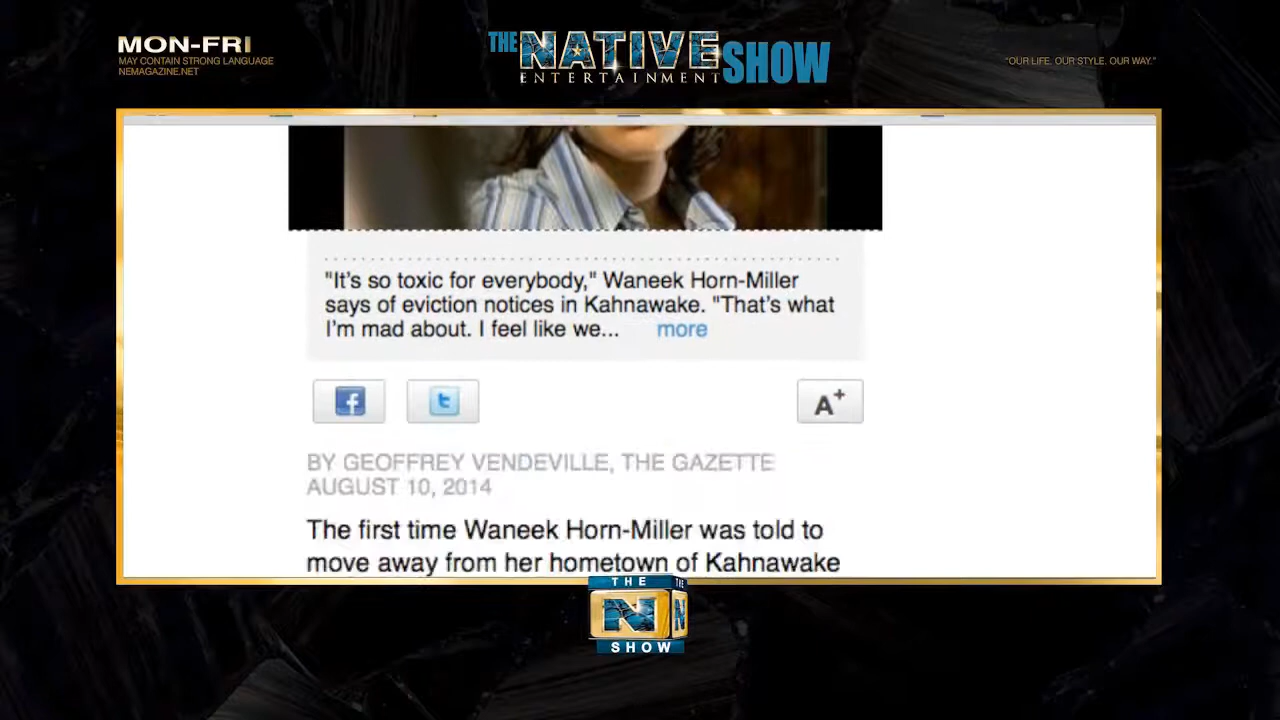 MON-FRI
MAY CONTAIN STRONG LANGUAGE
NEMAGAZINE.NET
THE NATIVE SHOW
ENTERTAINMENT
"OUR LIFE. OUR STYLE. OUR WAY."
"It's so toxic for everybody," Waneek Horn-Miller
says of eviction notices in Kahnawake. "That's what
I'm mad about. I feel like we... more
A+
BY GEOFFREY VENDEVILLE, THE GAZETTE
AUGUST 10, 2014
The first time Waneek Horn-Miller was told to
move away from her hometown of Kahnawake
THE THE
N N
SHOW